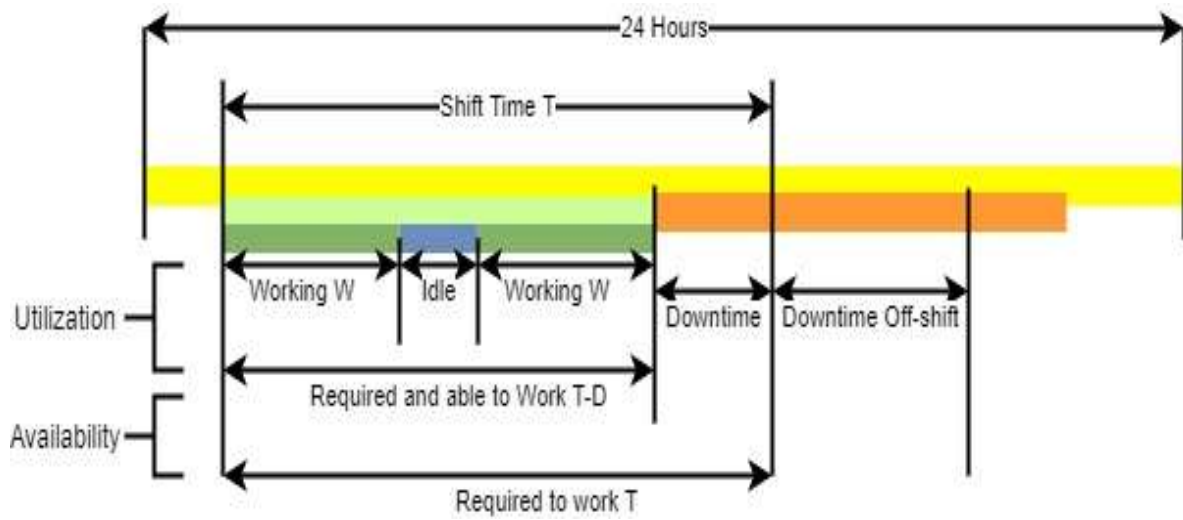 24 Hours
Shift Time T
Working W
Idle
Working W
Downtime
Downtime Off-shift
Utilization
Required and able to Work T-D
Availability
Required to work T